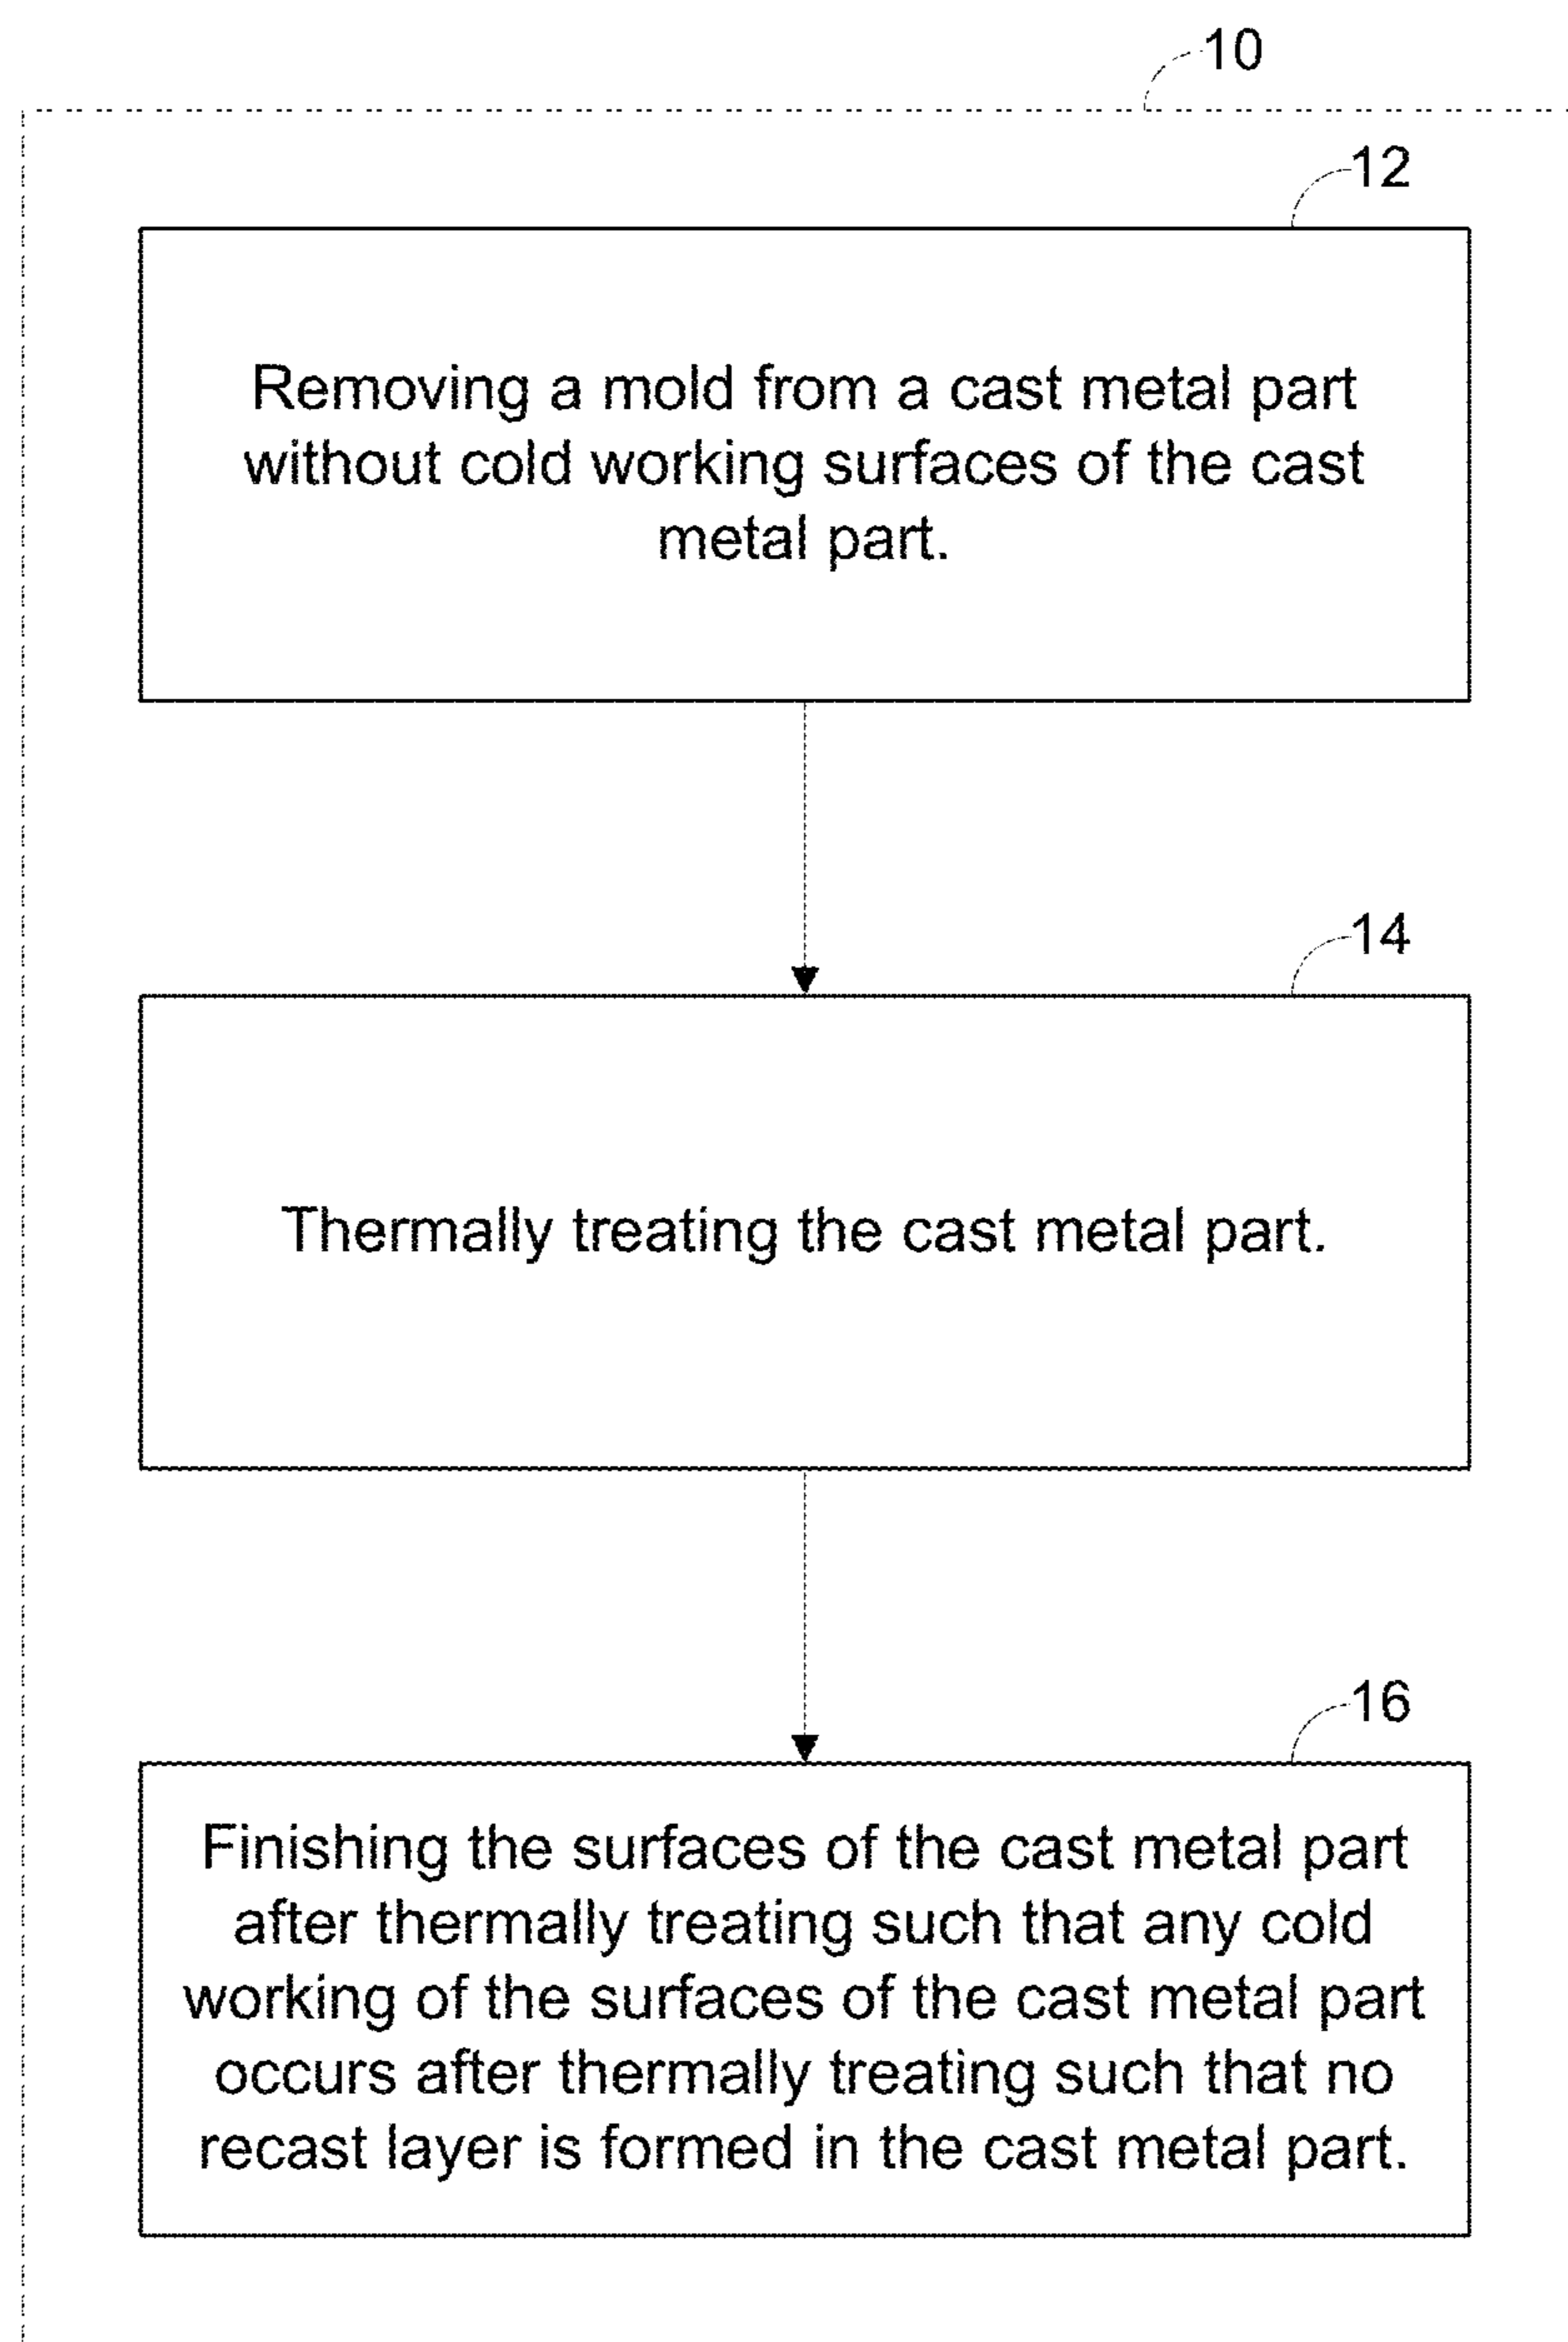 10
12
Removing a mold from a cast metal part
without cold working surfaces of the cast
metal part.
14
Thermally treating the cast metal part.
16
Finishing the surfaces of the cast metal part
after thermally treating such that any cold
working of the surfaces of the cast metal part
occurs after thermally treating such that no
recast layer is formed in the cast metal part.